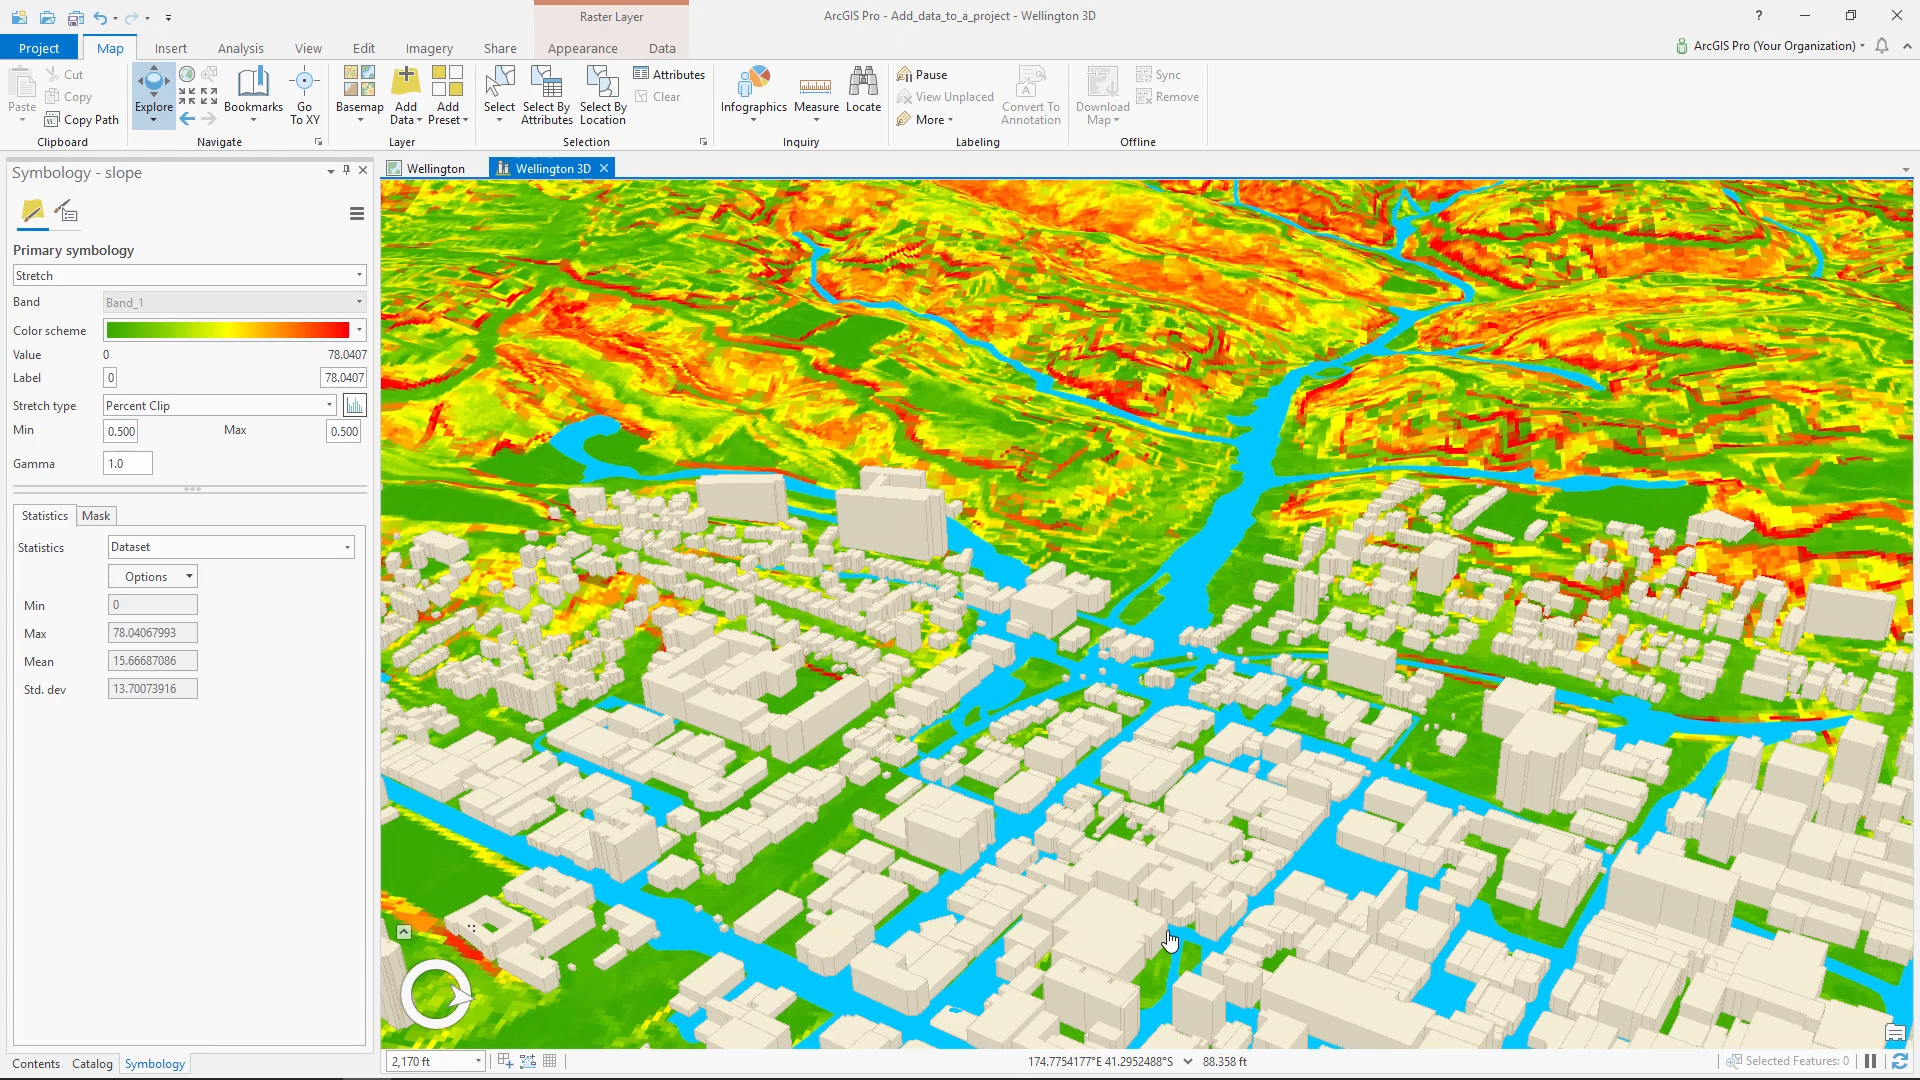 Raster Layer
ArcGIS Pro - Add_data_to_a_project - Wellington 3D
?
Project Map Insert Analysis View Edit Imagery Share Appearance Data
ArcGIS Pro (Your Organization)
Paste
Cut
Copy
Copy Path
Clipboard
Explore
Bookmarks
Go To XY
Navigate
Basemap
Add Data
Add Preset
Layer
Select
Select By Attributes
Select By Location
Attributes
Clear
Selection
Infographics
Measure
Locate
Inquiry
Pause
View Unplaced
More
Convert To Annotation
Labeling
Download Map
Sync
Remove
Offline
Symbology - slope
Wellington
Wellington 3D
Primary symbology
Stretch
Band Band_1
Color scheme
Value 0 78.0407
Label 0 78.0407
Stretch type Percent Clip
Min 0.500 Max 0.500
Gamma 1.0
Statistics Mask
Statistics Dataset
Options
Min 0
Max 78.04067993
Mean 15.66687086
Std. dev 13.70073916
Contents Catalog Symbology
2,170 ft
174.7754177°E 41.2952488°S
88.358 ft
Selected Features: 0